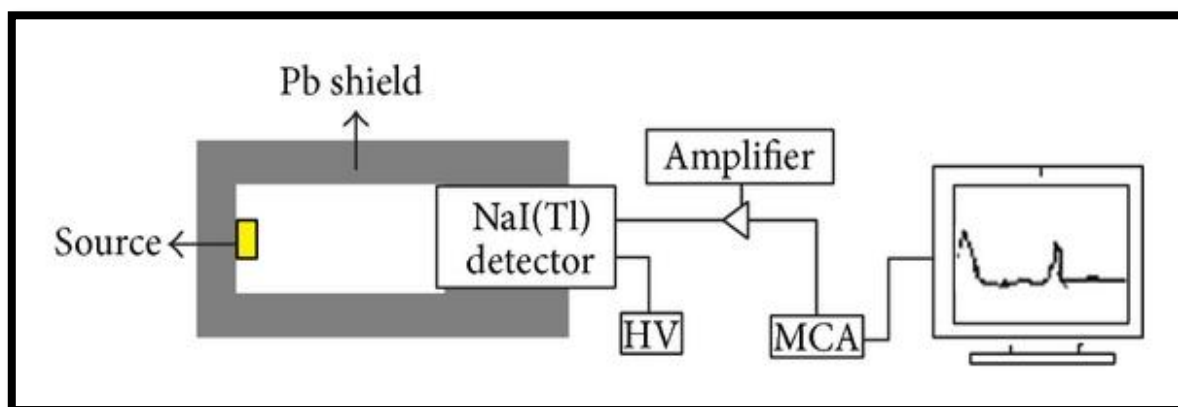 Pb shield
Amplifier
Source
NaI(Tl)
detector
HV
MCA